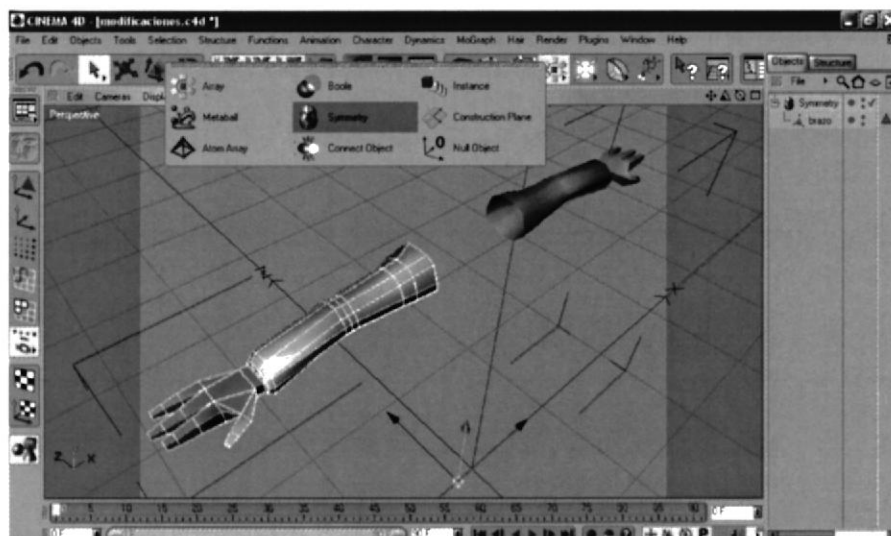 CINEMA 4D - [modificaciones.c4d *]
File Edit Objects Tools Selection Structure Functions Animation Character Dynamics MoGraph Hair Render Plugins Window Help
Objects Structure
Array Boole Instance
File
Edit Cameras
Metaball Symmetry Construction Plane
Symmetry
Perspective
brazo
Atom Array Connect Object Null Object
Z X
0 5 10 15 20 25 30 35 40 45 50 55 60 65 70 75 80 85 90